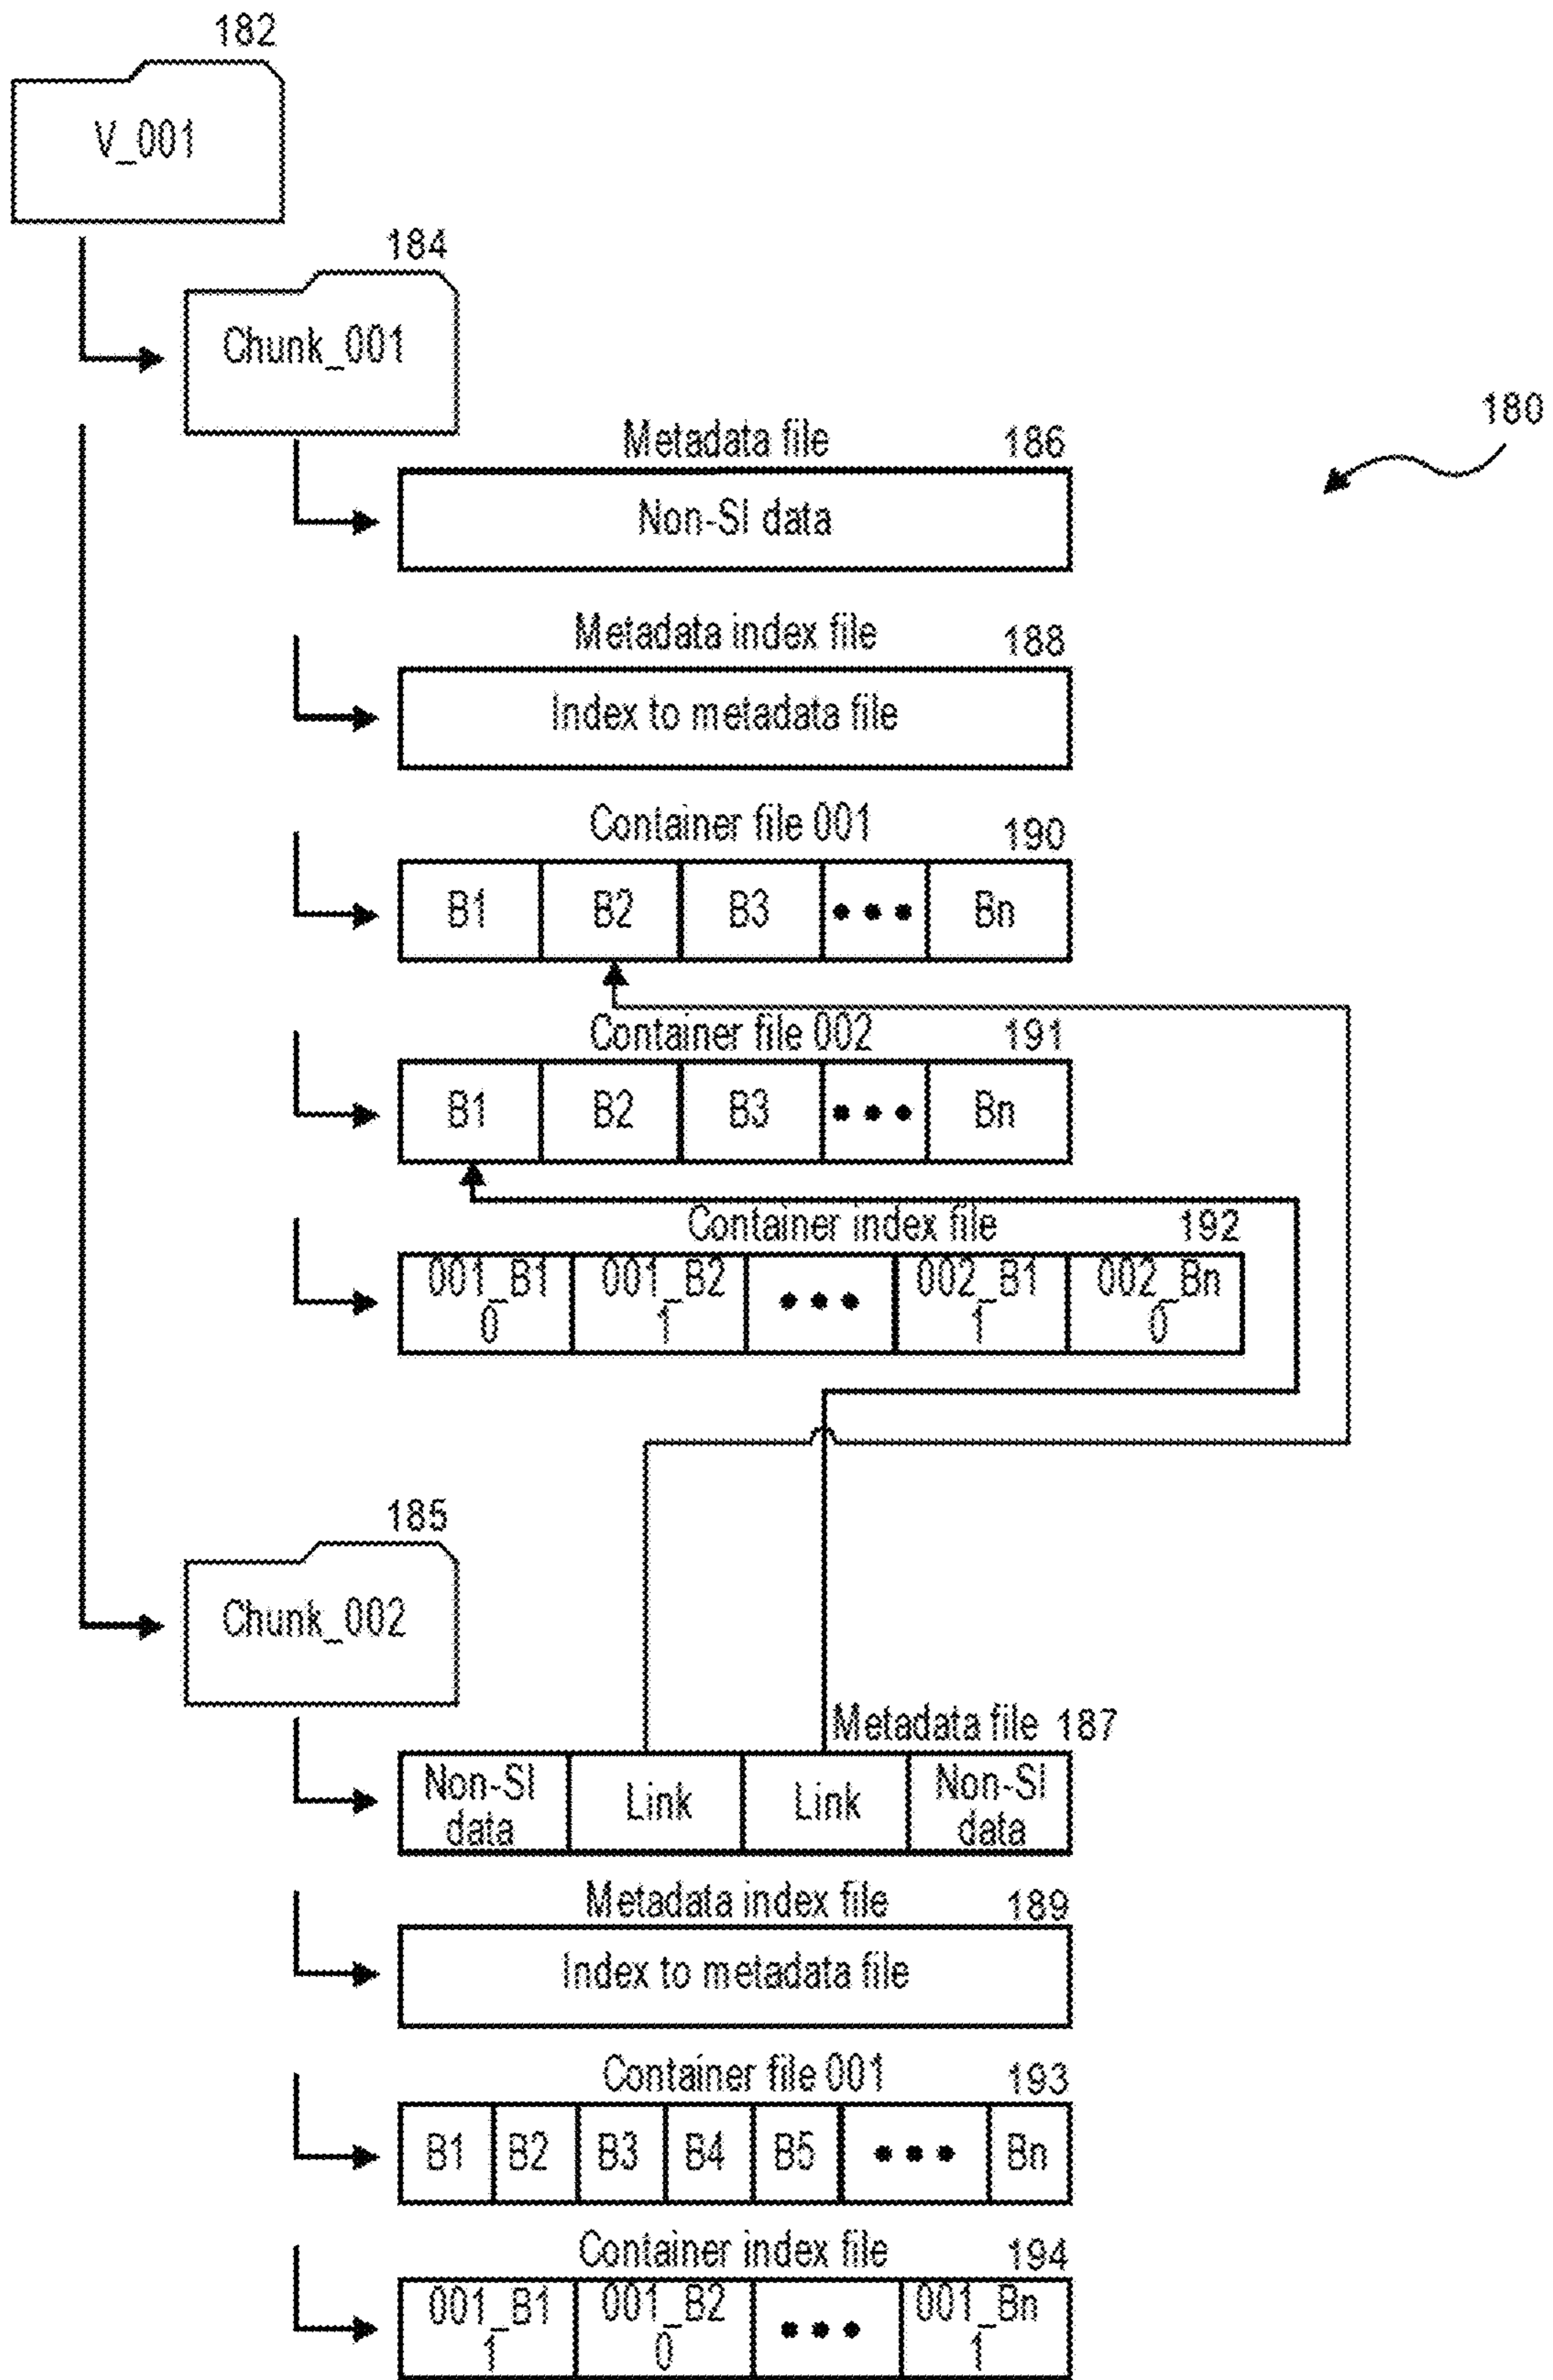 182
V_001
184
Chunk_001
180
Metadata file 186
Non-SI data
Metadata index file 188
Index to metadata file
Container file 001 190
B1 B2 B3 ••• Bn
Container file 002 191
B1 B2 B3 ••• Bn
Container index file 192
001_B1 001_B2 ••• 002_B1 002_Bn
0 1 1 0
185
Chunk_002
Metadata file 187
Non-SI Link Link Non-SI
data data
Metadata index file 189
Index to metadata file
Container file 001 193
B1 B2 B3 B4 B5 ••• Bn
Container index file 194
001_B1 001_B2 ••• 001_Bn
1 0 1